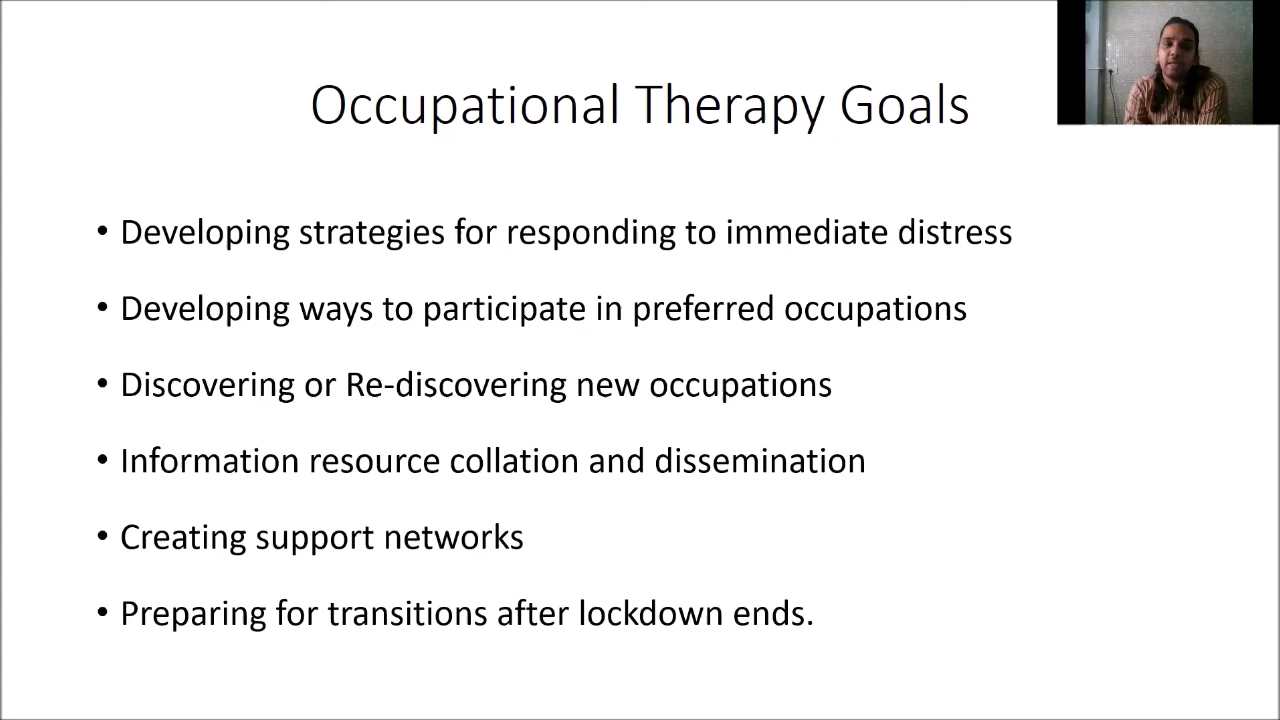 Occupational Therapy Goals
• Developing strategies for responding to immediate distress
• Developing ways to participate in preferred occupations
• Discovering or Re-discovering new occupations
• Information resource collation and dissemination
• Creating support networks
• Preparing for transitions after lockdown ends.